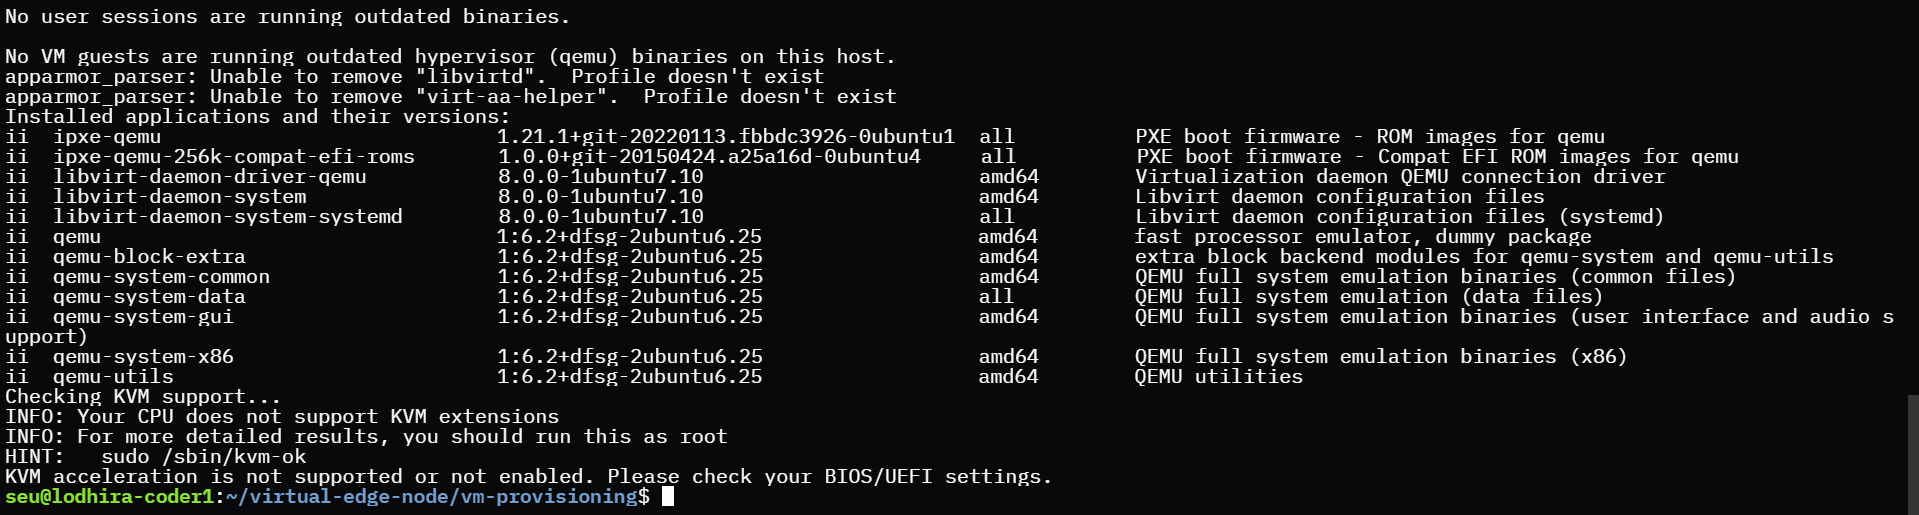 No user sessions are running outdated binaries.

No VM guests are running outdated hypervisor (qemu) binaries on this host.
apparmor_parser: Unable to remove "libvirtd".  Profile doesn't exist
apparmor_parser: Unable to remove "virt-aa-helper".  Profile doesn't exist
Installed applications and their versions:
ii  ipxe-qemu                            1.21.1+git-20220113.fbbdc3926-0ubuntu1  all          PXE boot firmware - ROM images for qemu
ii  ipxe-qemu-256k-compat-efi-roms       1.0.0+git-20150424.a25a16d-0ubuntu4     all          PXE boot firmware - Compat EFI ROM images for qemu
ii  libvirt-daemon-driver-qemu           8.0.0-1ubuntu7.10                       amd64        Virtualization daemon QEMU connection driver
ii  libvirt-daemon-system                8.0.0-1ubuntu7.10                       amd64        Libvirt daemon configuration files
ii  libvirt-daemon-system-systemd        8.0.0-1ubuntu7.10                       all          Libvirt daemon configuration files (systemd)
ii  qemu                                 1:6.2+dfsg-2ubuntu6.25                  amd64        fast processor emulator, dummy package
ii  qemu-block-extra                     1:6.2+dfsg-2ubuntu6.25                  amd64        extra block backend modules for qemu-system and qemu-utils
ii  qemu-system-common                   1:6.2+dfsg-2ubuntu6.25                  amd64        QEMU full system emulation binaries (common files)
ii  qemu-system-data                     1:6.2+dfsg-2ubuntu6.25                  all          QEMU full system emulation (data files)
ii  qemu-system-gui                      1:6.2+dfsg-2ubuntu6.25                  amd64        QEMU full system emulation binaries (user interface and audio s
upport)
ii  qemu-system-x86                      1:6.2+dfsg-2ubuntu6.25                  amd64        QEMU full system emulation binaries (x86)
ii  qemu-utils                           1:6.2+dfsg-2ubuntu6.25                  amd64        QEMU utilities
Checking KVM support...
INFO: Your CPU does not support KVM extensions
INFO: For more detailed results, you should run this as root
HINT:   sudo /sbin/kvm-ok
KVM acceleration is not supported or not enabled. Please check your BIOS/UEFI settings.
seu@lodhira-coder1:~/virtual-edge-node/vm-provisioning$